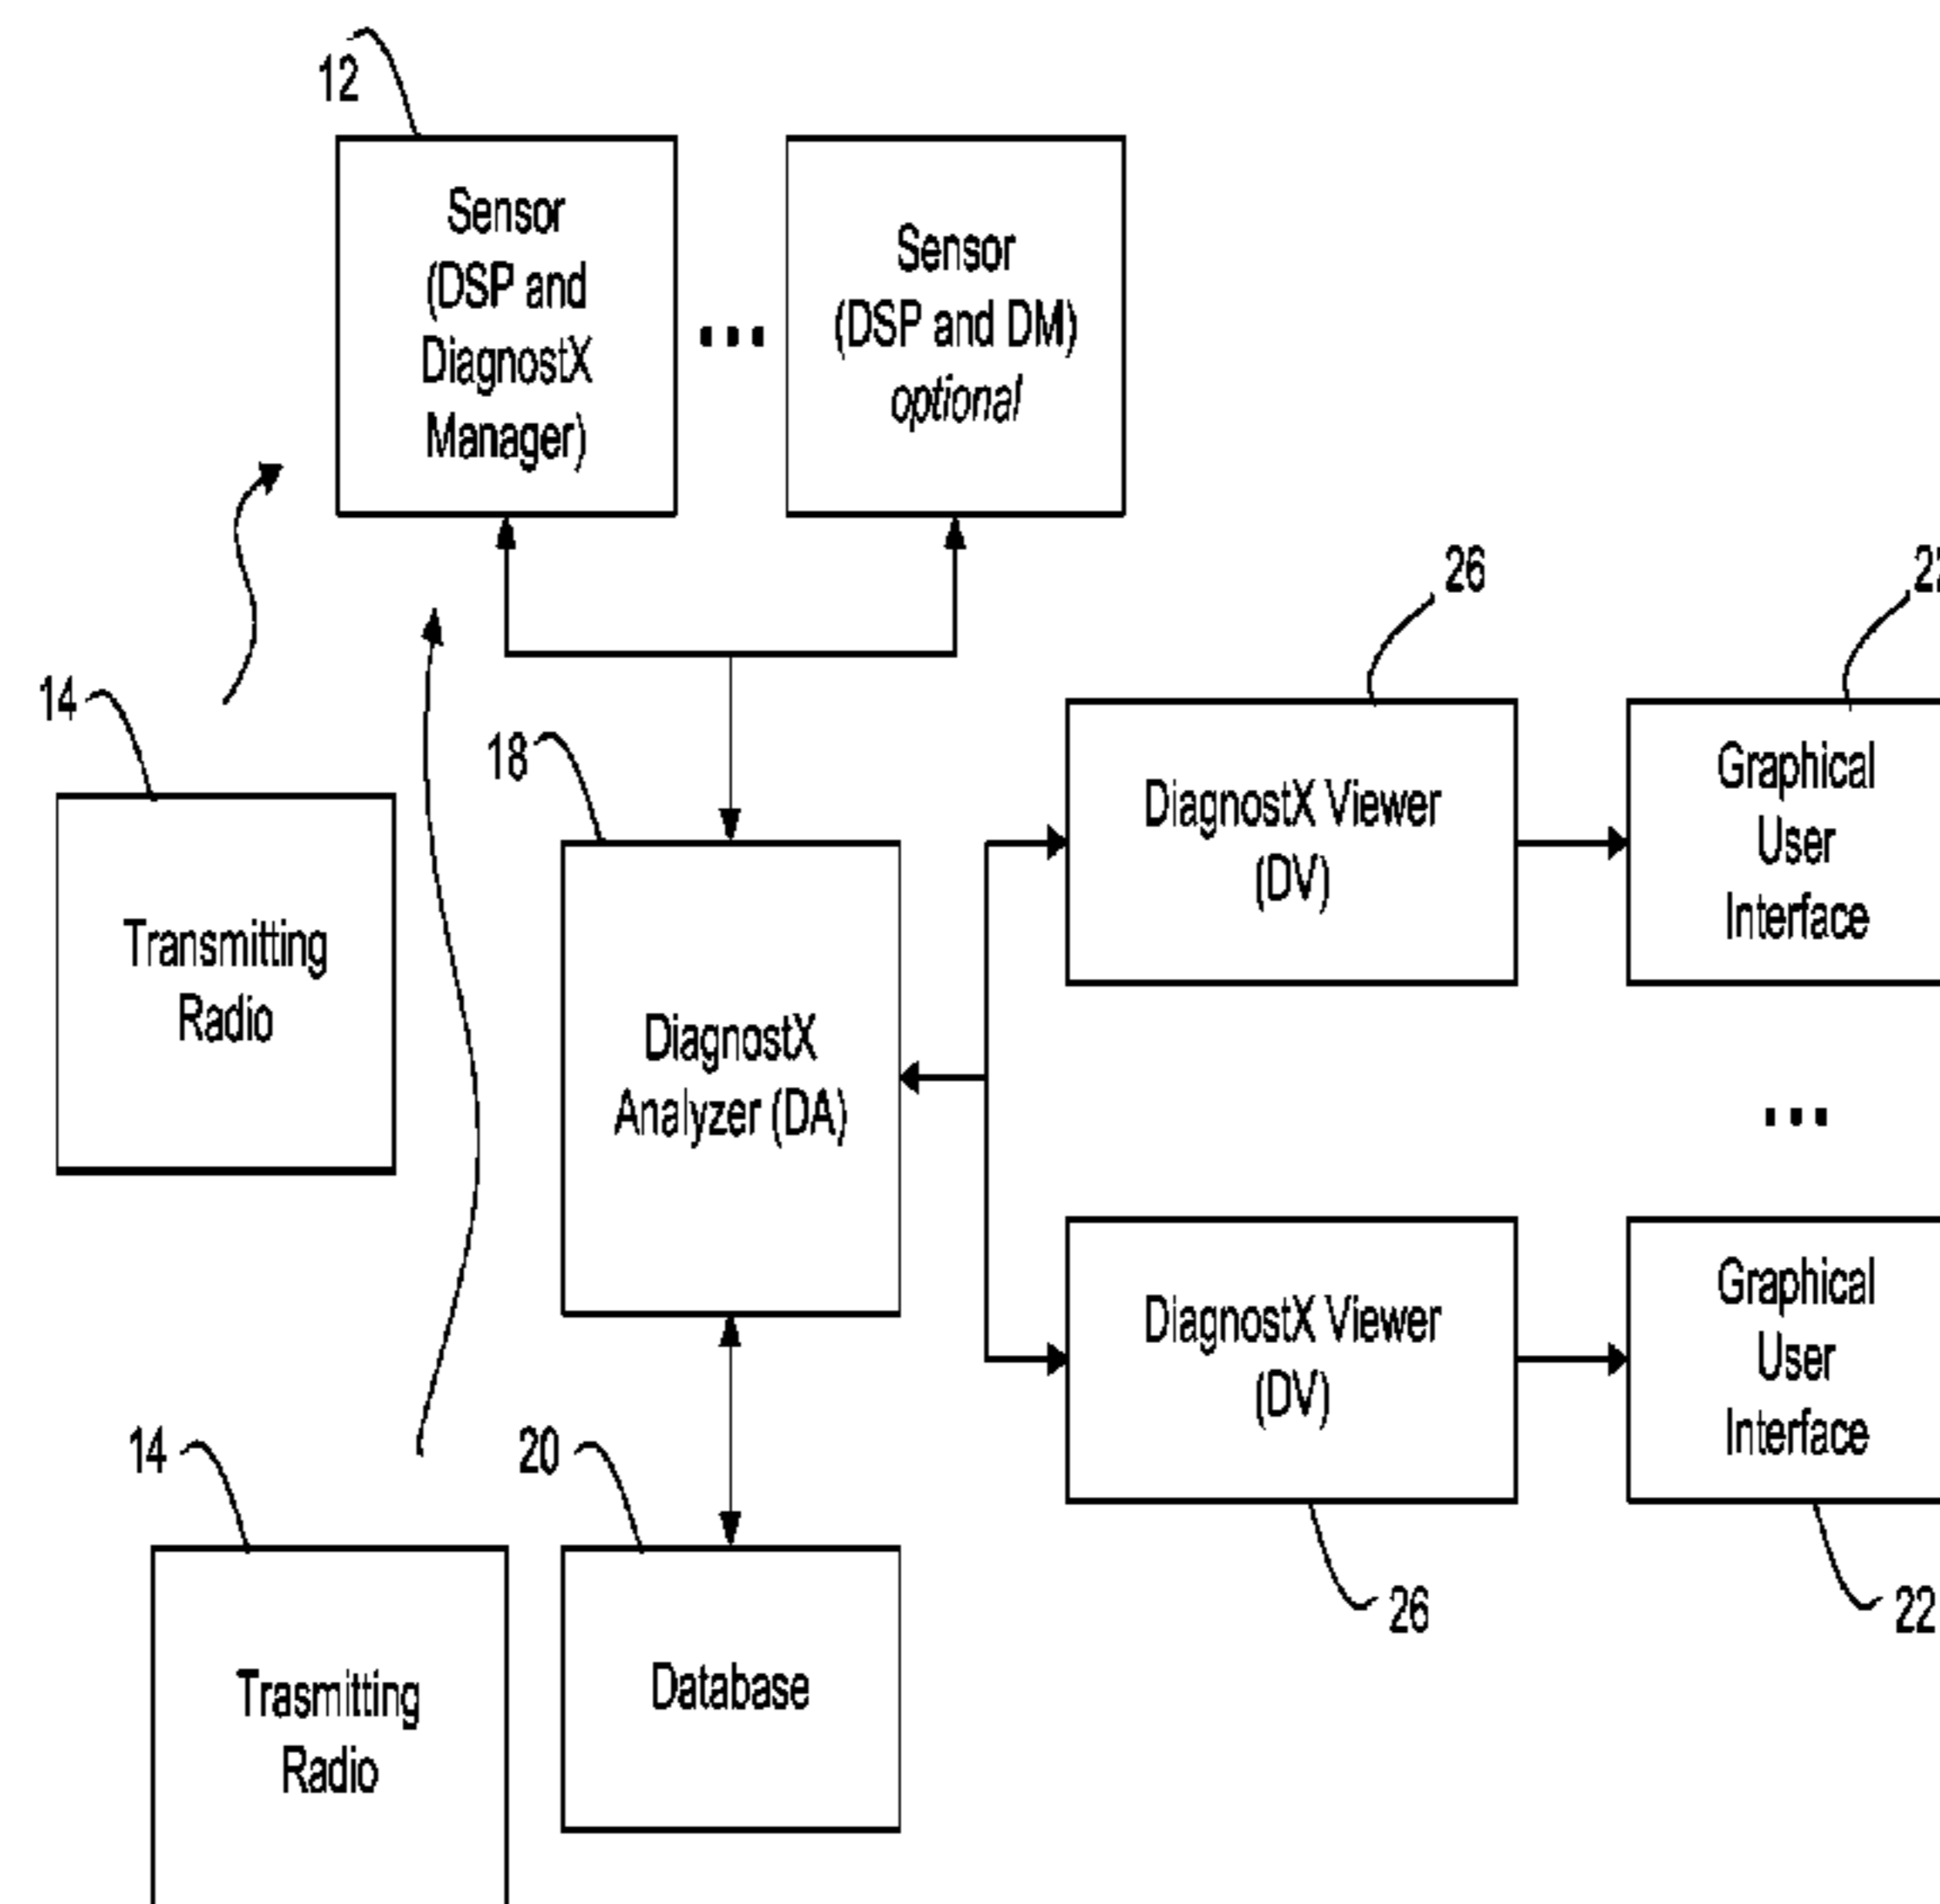 12
Sensor
(DSP and
DiagnostX
Manager)
...
Sensor
(DSP and DM)
optional
26
14
18
DiagnostX Viewer
(DV)
Graphical
User
Interface
Transmitting
Radio
DiagnostX
Analyzer (DA)
...
DiagnostX Viewer
(DV)
Graphical
User
Interface
14
20
26
22
Trasmitting
Radio
Database